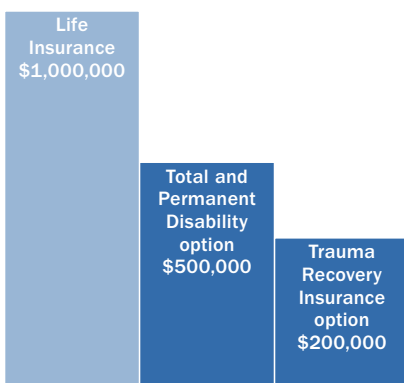 Life
Insurance
$1,000,000
Total and
Permanent
Disability
option
$500,000
Trauma
Recovery
Insurance
option
$200,000